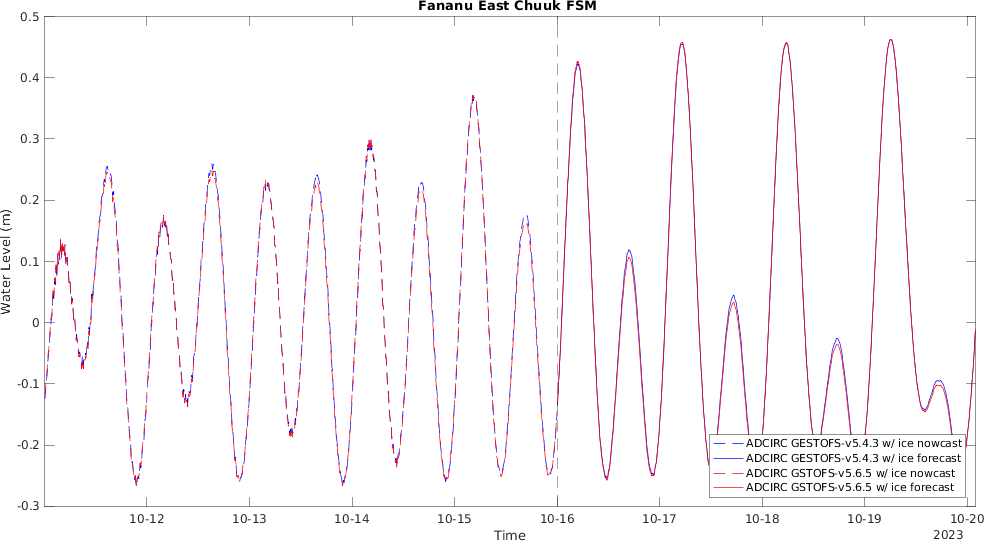 Fananu East Chuuk FSM
0.5
0.4
0.3
0.2
0.1
0
-0.1
-0.2
-0.3
Water Level (m)
ADCIRC GESTOFS-v5.4.3 w/ ice nowcast
ADCIRC GESTOFS-v5.4.3 w/ ice forecast
ADCIRC GSTOFS-v5.6.5 w/ ice nowcast
ADCIRC GSTOFS-v5.6.5 w/ ice forecast
10-12 10-13 10-14 10-15 10-16 10-17 10-18 10-19 10-20
Time 2023